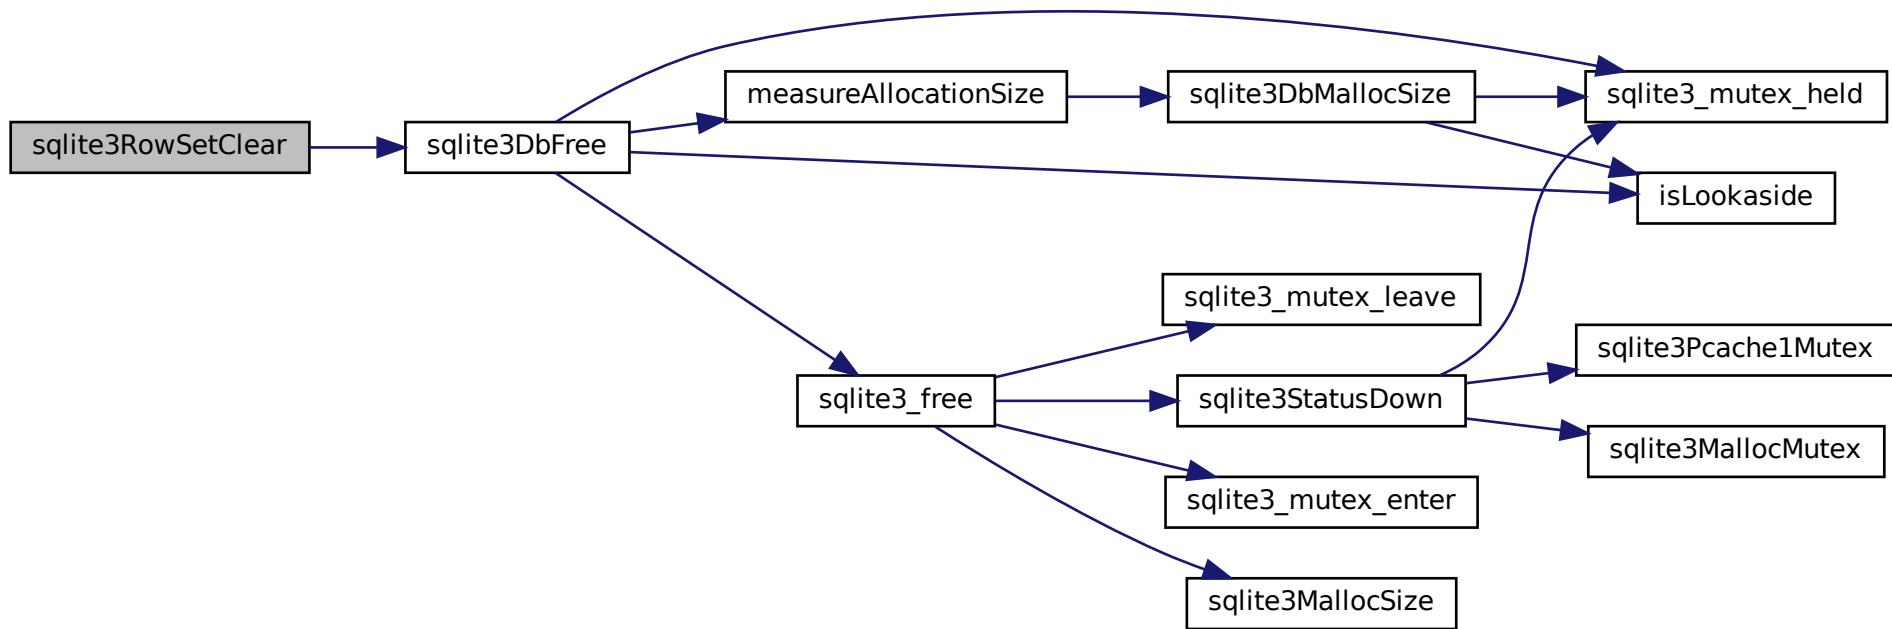 sqlite3RowSetClear
sqlite3DbFree
measureAllocationSize
sqlite3DbMallocSize
sqlite3_mutex_held
isLookaside
sqlite3_free
sqlite3_mutex_leave
sqlite3StatusDown
sqlite3Pcache1Mutex
sqlite3MallocMutex
sqlite3_mutex_enter
sqlite3MallocSize